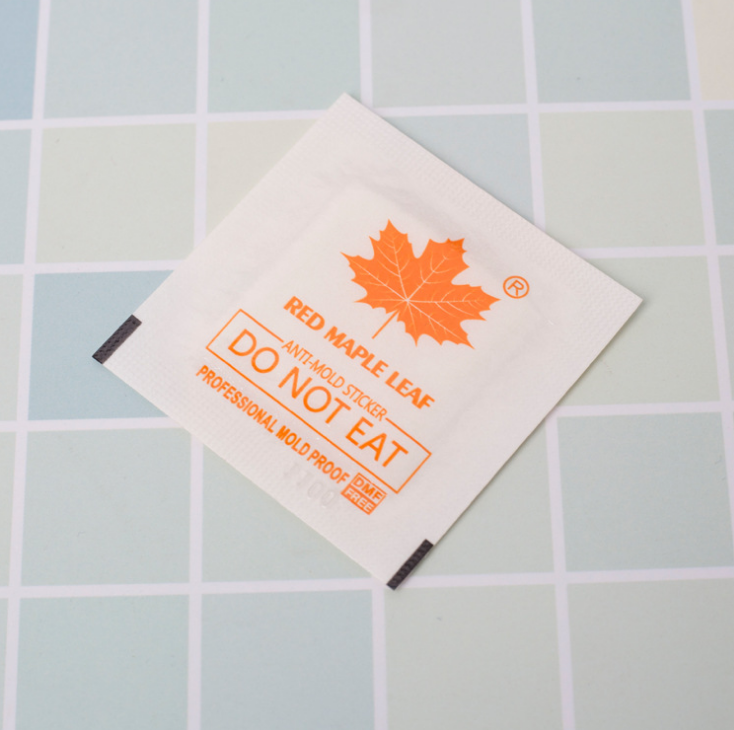 ®
RED MAPLE LEAF
ANTI-MOLD STICKER
DO NOT EAT
PROFESSIONAL MOLD PROOF
DMF
FREE